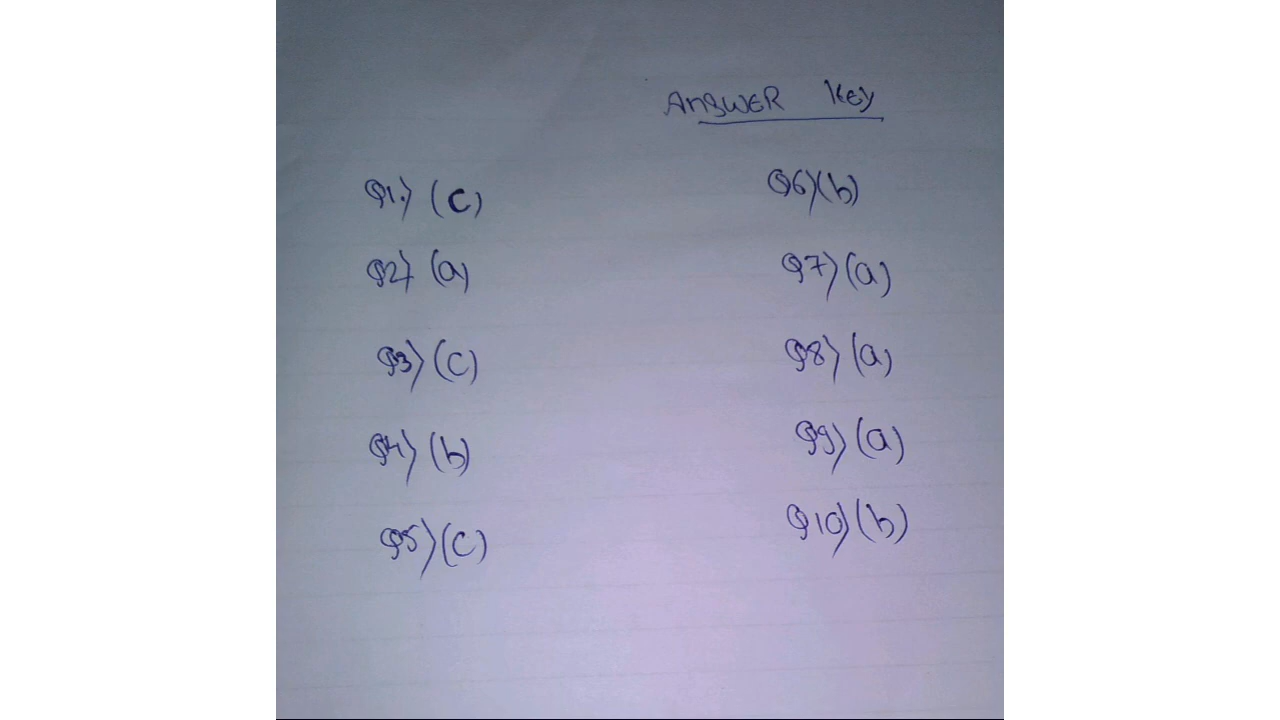 Answer Key
Q1.) (c)
Q2) (a)
Q3) (c)
Q4) (b)
Q5) (c)
Q6) (b)
Q7) (a)
Q8) (a)
Q9) (a)
Q10) (b)